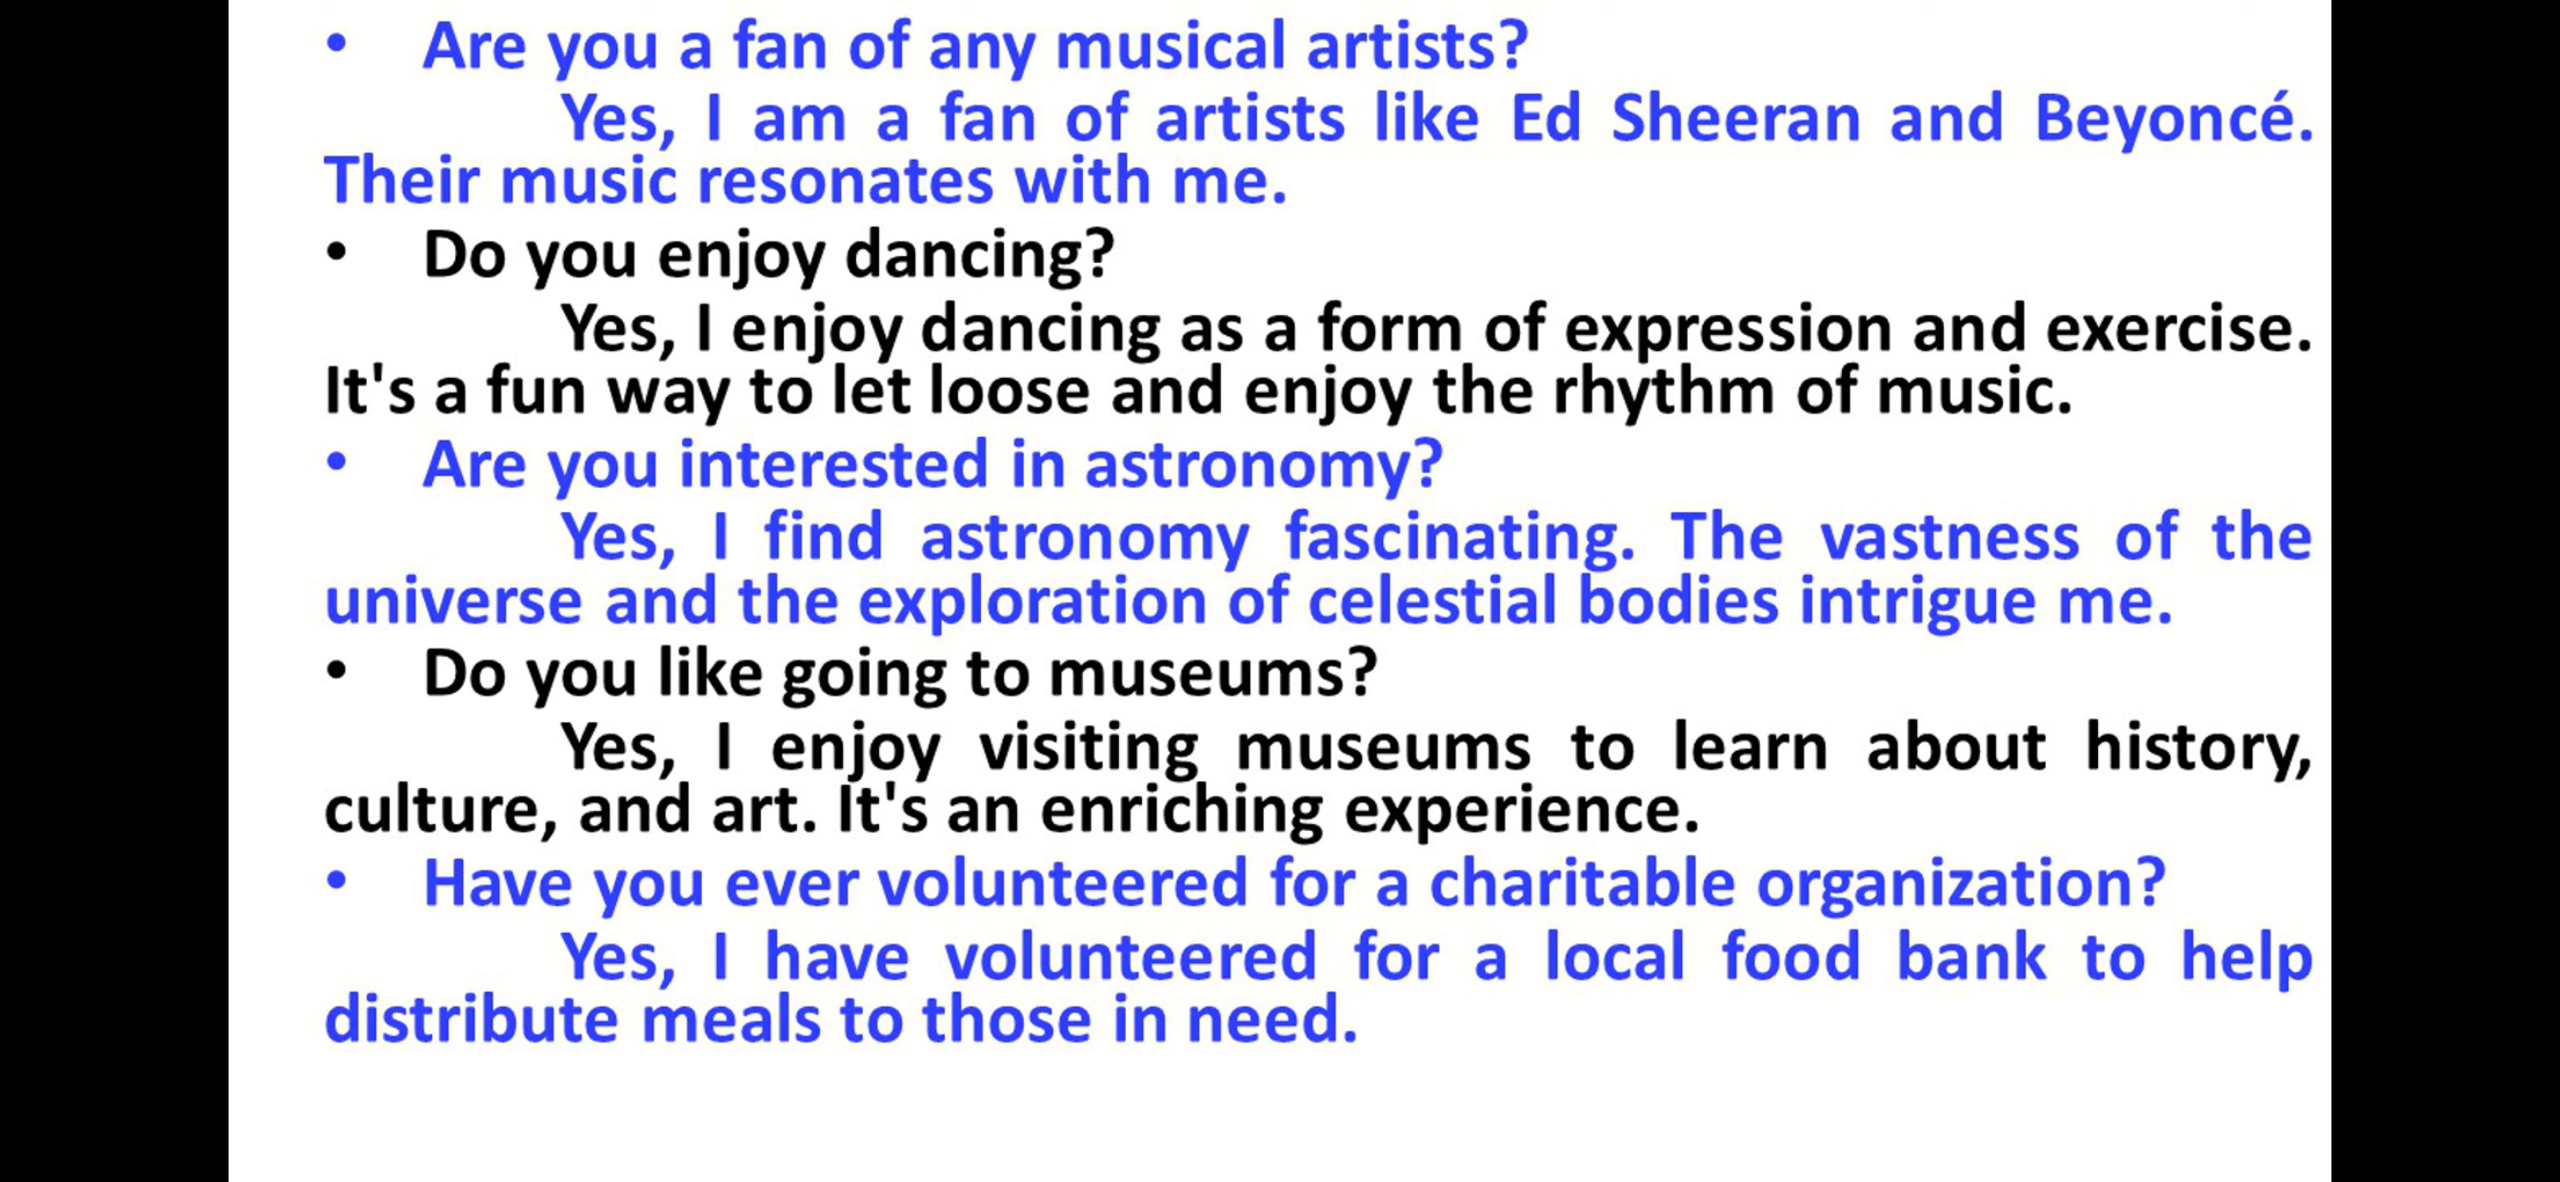 • Are you a fan of any musical artists?
Yes, I am a fan of artists like Ed Sheeran and Beyoncé.
Their music resonates with me.
• Do you enjoy dancing?
Yes, I enjoy dancing as a form of expression and exercise.
It's a fun way to let loose and enjoy the rhythm of music.
• Are you interested in astronomy?
Yes, I find astronomy fascinating. The vastness of the
universe and the exploration of celestial bodies intrigue me.
• Do you like going to museums?
Yes, I enjoy visiting museums to learn about history,
culture, and art. It's an enriching experience.
• Have you ever volunteered for a charitable organization?
Yes, I have volunteered for a local food bank to help
distribute meals to those in need.